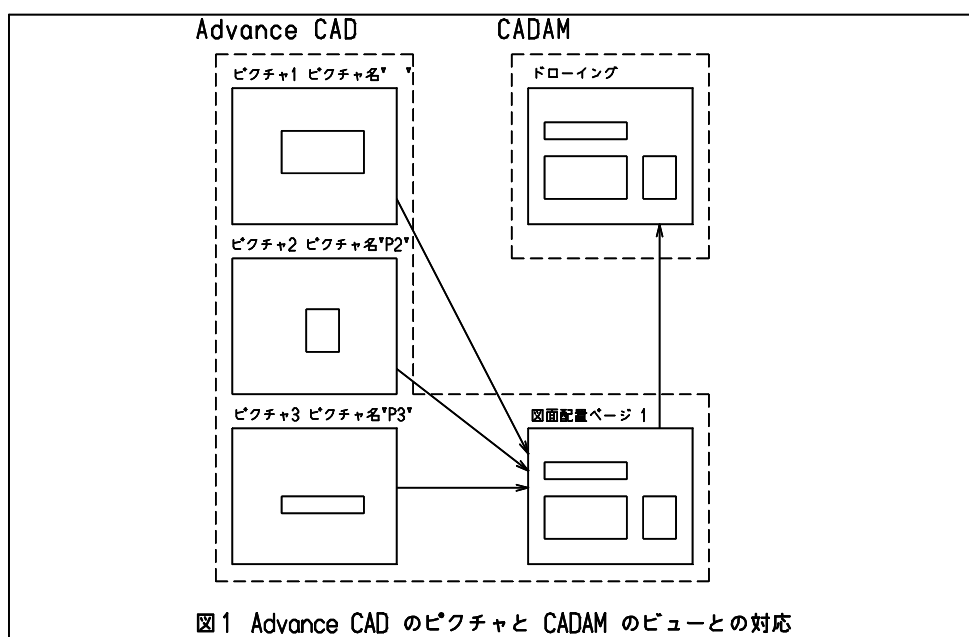 Advance CAD
CADAM
ピクチャ1 ピクチャ名" "
ドローイング
ピクチャ2 ピクチャ名"P2"
ピクチャ3 ピクチャ名"P3"
図面配置ページ 1
図1 Advance CAD のピクチャと CADAM のビューとの対応